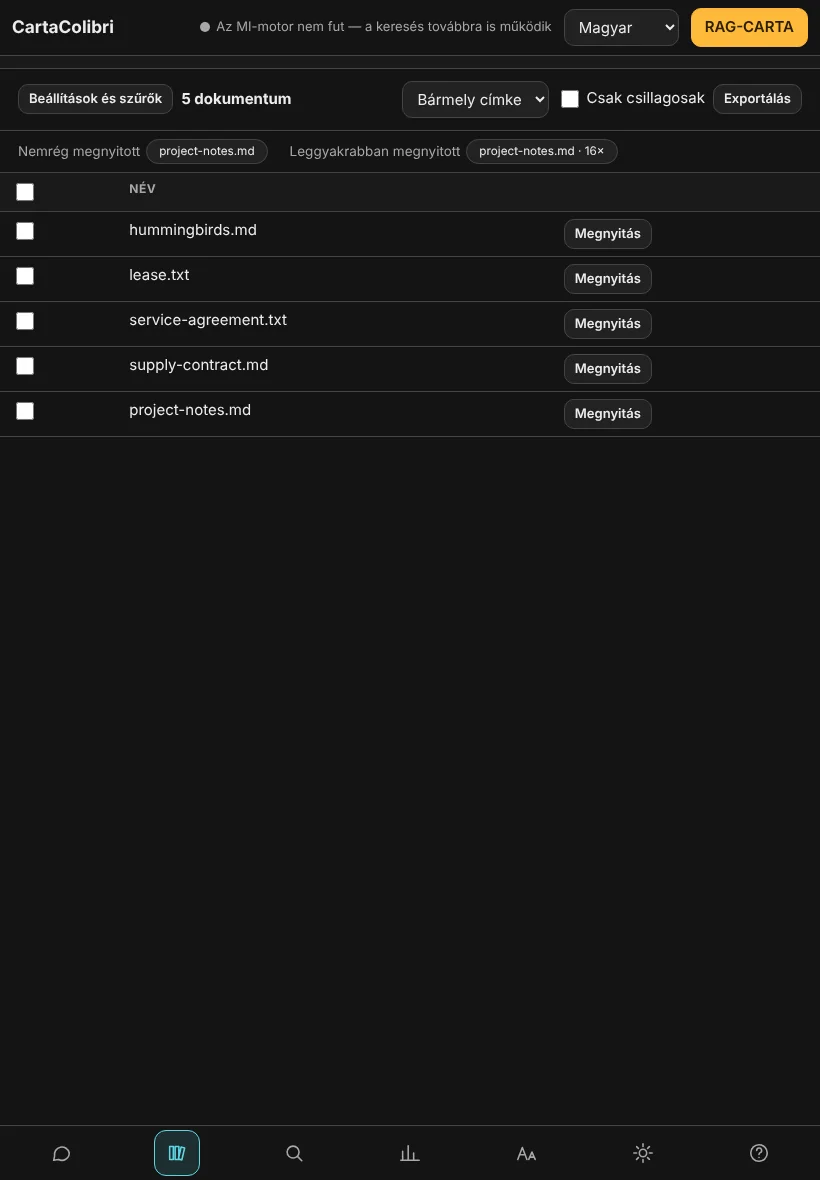 CartaColibri
Az MI-motor nem fut — a keresés továbbra is működik
Magyar
RAG-CARTA
Beállítások és szűrők
5 dokumentum
Bármely címke
Csak csillagosak
Exportálás
Nemrég megnyitott
project-notes.md
Leggyakrabban megnyitott
project-notes.md · 16×
NÉV
hummingbirds.md
Megnyitás
lease.txt
Megnyitás
service-agreement.txt
Megnyitás
supply-contract.md
Megnyitás
project-notes.md
Megnyitás
AA